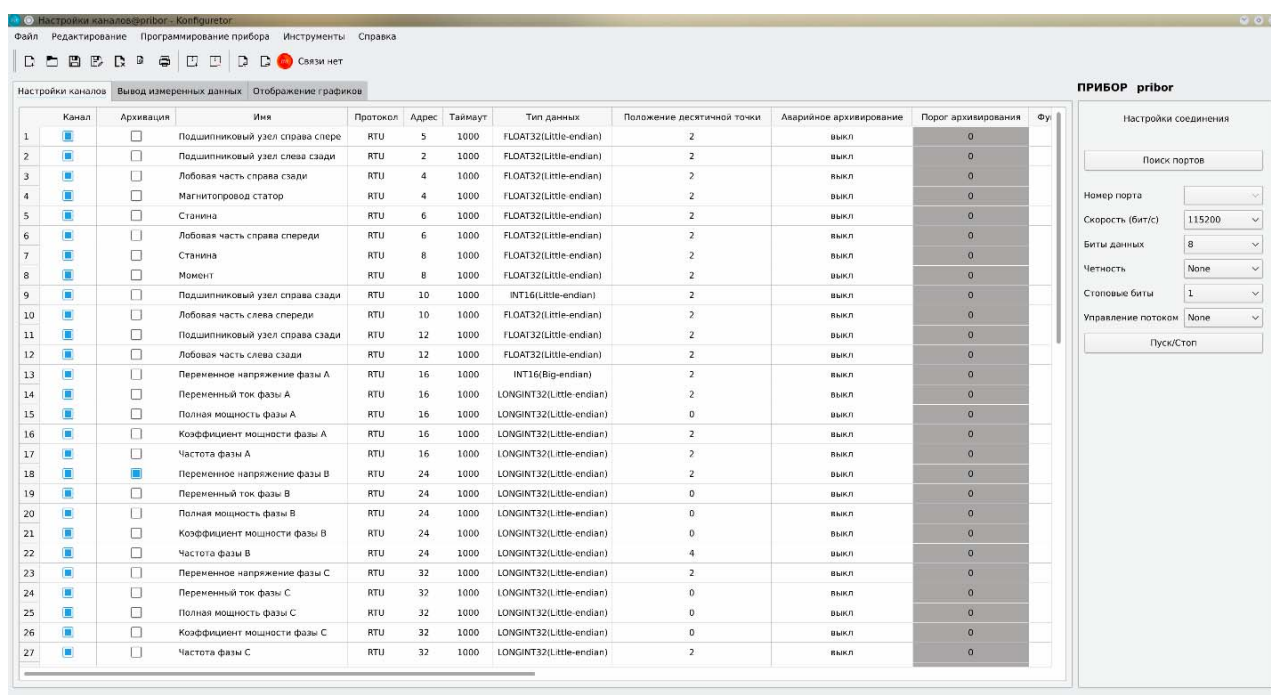 Настройки каналов@pribor - Konfiguretor
Файл Редактирование Программирование прибора Инструменты Справка
Связи нет
Настройки каналов Вывод измеренных данных Отображение графиков
ПРИБОР pribor
Канал Архивация Имя Протокол Адрес Таймаут Тип данных Положение десятичной точки Аварийное архивирование Порог архивирования Фу
1 Подшипниковый узел справа спере RTU 5 1000 FLOAT32(Little-endian) 2 выкл 0
2 Подшипниковый узел слева сзади RTU 2 1000 FLOAT32(Little-endian) 2 выкл 0
3 Лобовая часть справа сзади RTU 4 1000 FLOAT32(Little-endian) 2 выкл 0
4 Магнитопровод статор RTU 4 1000 FLOAT32(Little-endian) 2 выкл 0
5 Станина RTU 6 1000 FLOAT32(Little-endian) 2 выкл 0
6 Лобовая часть справа спереди RTU 6 1000 FLOAT32(Little-endian) 2 выкл 0
7 Станина RTU 8 1000 FLOAT32(Little-endian) 2 выкл 0
8 Момент RTU 8 1000 FLOAT32(Little-endian) 2 выкл 0
9 Подшипниковый узел справа сзади RTU 10 1000 INT16(Little-endian) 2 выкл 0
10 Лобовая часть слева спереди RTU 10 1000 FLOAT32(Little-endian) 2 выкл 0
11 Подшипниковый узел справа сзади RTU 12 1000 FLOAT32(Little-endian) 2 выкл 0
12 Лобовая часть слева сзади RTU 12 1000 FLOAT32(Little-endian) 2 выкл 0
13 Переменное напряжение фазы А RTU 16 1000 INT16(Big-endian) 2 выкл 0
14 Переменный ток фазы А RTU 16 1000 LONGINT32(Little-endian) 2 выкл 0
15 Полная мощность фазы А RTU 16 1000 LONGINT32(Little-endian) 0 выкл 0
16 Коэффициент мощности фазы А RTU 16 1000 LONGINT32(Little-endian) 2 выкл 0
17 Частота фазы А RTU 16 1000 LONGINT32(Little-endian) 2 выкл 0
18 Переменное напряжение фазы В RTU 24 1000 LONGINT32(Little-endian) 2 выкл 0
19 Переменный ток фазы В RTU 24 1000 LONGINT32(Little-endian) 0 выкл 0
20 Полная мощность фазы В RTU 24 1000 LONGINT32(Little-endian) 0 выкл 0
21 Коэффициент мощности фазы В RTU 24 1000 LONGINT32(Little-endian) 0 выкл 0
22 Частота фазы В RTU 24 1000 LONGINT32(Little-endian) 4 выкл 0
23 Переменное напряжение фазы С RTU 32 1000 LONGINT32(Little-endian) 2 выкл 0
24 Переменный ток фазы С RTU 32 1000 LONGINT32(Little-endian) 0 выкл 0
25 Полная мощность фазы С RTU 32 1000 LONGINT32(Little-endian) 0 выкл 0
26 Коэффициент мощности фазы С RTU 32 1000 LONGINT32(Little-endian) 0 выкл 0
27 Частота фазы С RTU 32 1000 LONGINT32(Little-endian) 2 выкл 0
Настройки соединения
Поиск портов
Номер порта
Скорость (бит/с) 115200
Биты данных 8
Четность None
Стоповые биты 1
Управление потоком None
Пуск/Стоп